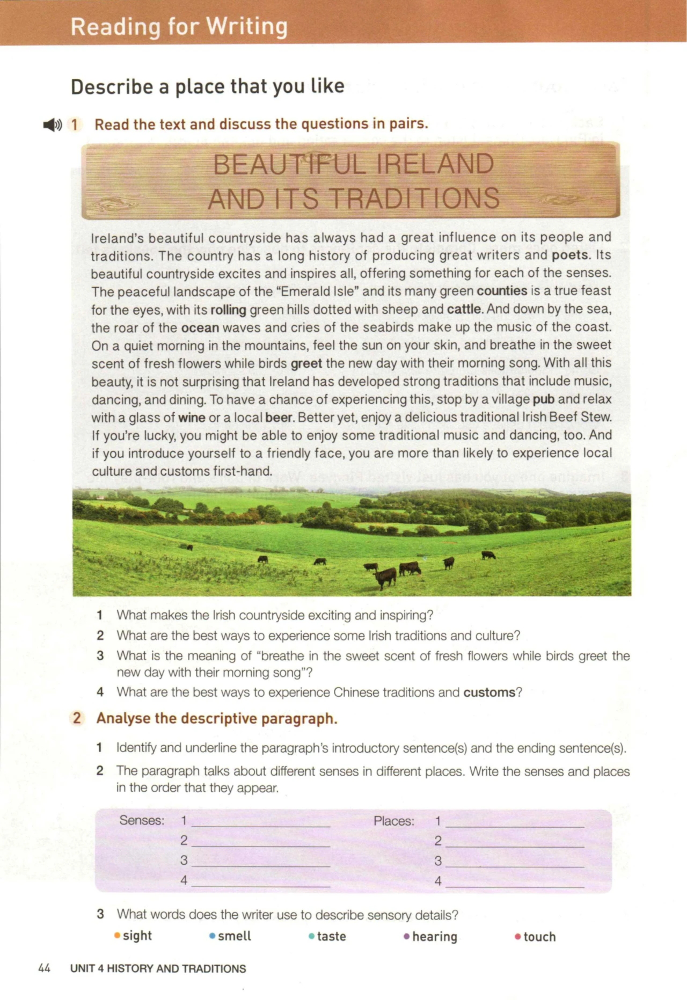 Reading for Writing
Describe a place that you like
1 Read the text and discuss the questions in pairs.
BEAUTIFUL IRELAND
AND ITS TRADITIONS
Ireland's beautiful countryside has always had a great influence on its people and
traditions. The country has a long history of producing great writers and poets. Its
beautiful countryside excites and inspires all, offering something for each of the senses.
The peaceful landscape of the “Emerald Isle” and its many green counties is a true feast
for the eyes, with its rolling green hills dotted with sheep and cattle. And down by the sea,
the roar of the ocean waves and cries of the seabirds make up the music of the coast.
On a quiet morning in the mountains, feel the sun on your skin, and breathe in the sweet
scent of fresh flowers while birds greet the new day with their morning song. With all this
beauty, it is not surprising that Ireland has developed strong traditions that include music,
dancing, and dining. To have a chance of experiencing this, stop by a village pub and relax
with a glass of wine or a local beer. Better yet, enjoy a delicious traditional Irish Beef Stew.
If you're lucky, you might be able to enjoy some traditional music and dancing, too. And
if you introduce yourself to a friendly face, you are more than likely to experience local
culture and customs first-hand.
1 What makes the Irish countryside exciting and inspiring?
2 What are the best ways to experience some Irish traditions and culture?
3 What is the meaning of “breathe in the sweet scent of fresh flowers while birds greet the
new day with their morning song”?
4 What are the best ways to experience Chinese traditions and customs?
2 Analyse the descriptive paragraph.
1 Identify and underline the paragraph's introductory sentence(s) and the ending sentence(s).
2 The paragraph talks about different senses in different places. Write the senses and places
in the order that they appear.
Senses: 1 Places: 1
2 2
3 3
4 4
3 What words does the writer use to describe sensory details?
• sight • smell • taste • hearing • touch
44 UNIT 4 HISTORY AND TRADITIONS